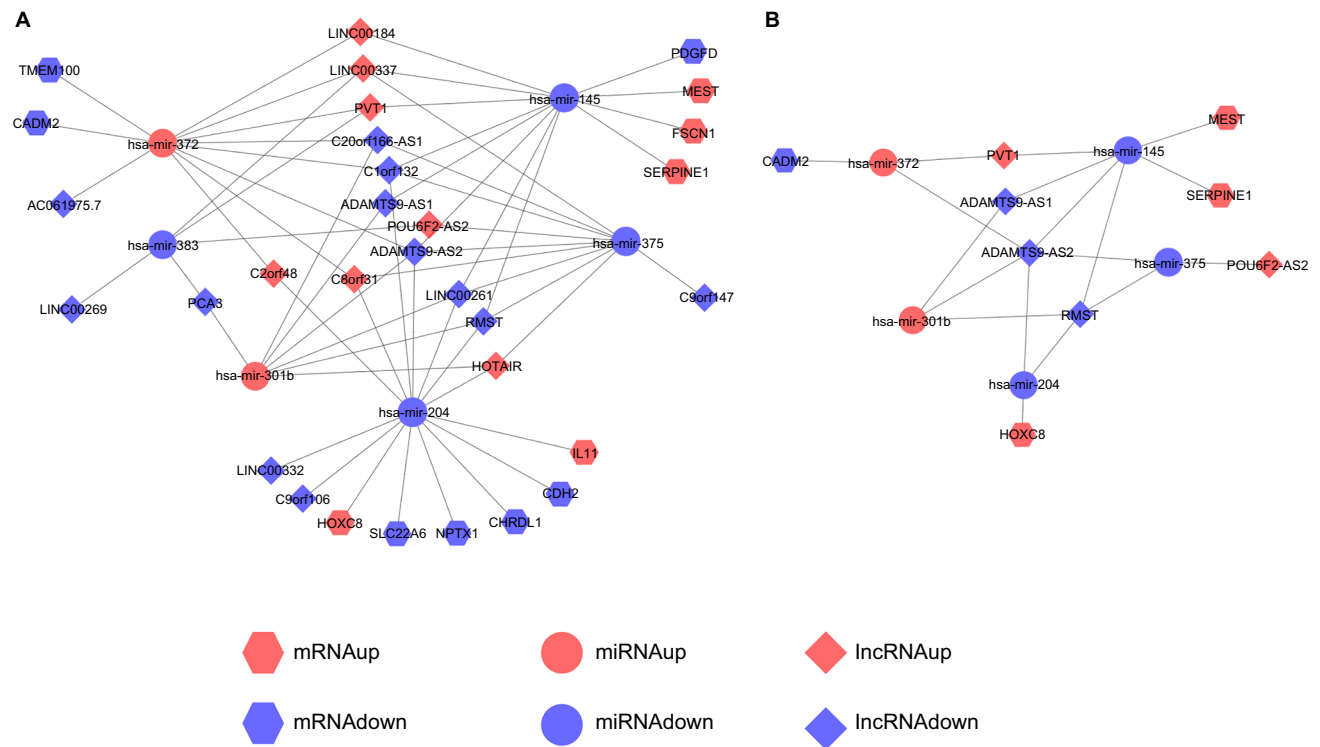 A
LINC00184
TMEM100
LINC00337
PDGFD
MEST
hsa-mir-145
PVT1
CADM2
FSCN1
hsa-mir-372
C20orf166-AS1
C1orf132
SERPINE1
AC061975.7
ADAMTS9-AS1
POU6F2-AS2
hsa-mir-383
hsa-mir-375
ADAMTS9-AS2
C2orf48
C8orf31
LINC00261
C9orf147
LINC00269
PCA3
RMST
HOTAIR
hsa-mir-301b
hsa-mir-204
IL11
LINC00332
C9orf106
CDH2
HOXC8
SLC22A6
NPTX1
CHRDL1
B
MEST
CADM2
hsa-mir-372
PVT1
hsa-mir-145
SERPINE1
ADAMTS9-AS1
ADAMTS9-AS2
hsa-mir-375
POU6F2-AS2
hsa-mir-301b
RMST
hsa-mir-204
HOXC8
mRNAup
miRNAup
lncRNAup
mRNAdown
miRNAdown
lncRNAdown